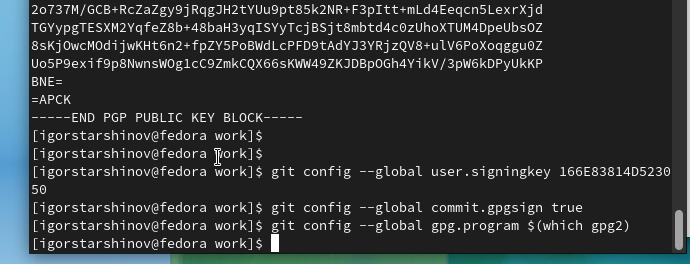 2o737M/GCB+RcZaZgy9jRqgJH2tYUu9pt85k2NR+F3pItt+mLd4Eeqcn5LexrXjd
TGYypgTESXM2YqfeZ8b+48baH3yqISYyTcjBSjt8mbtd4c0zUhoXTUM4DpeUbsOZ
8sKjOwcMOdijwKHt6n2+fpZY5PoBWdLcPFD9tAdYJ3YRjzQV8+ulV6PoXoqggu0Z
Uo5P9exif9p8NwnsWOg1cC9ZmkCQX66sKWW49ZKJDBpOGh4YikV/3pW6kDPyUkKP
BNE=
=APCK
-----END PGP PUBLIC KEY BLOCK-----
[igorstarshinov@fedora work]$
[igorstarshinov@fedora work]$
[igorstarshinov@fedora work]$ git config --global user.signingkey 166E83814D5230
50
[igorstarshinov@fedora work]$ git config --global commit.gpgsign true
[igorstarshinov@fedora work]$ git config --global gpg.program $(which gpg2)
[igorstarshinov@fedora work]$